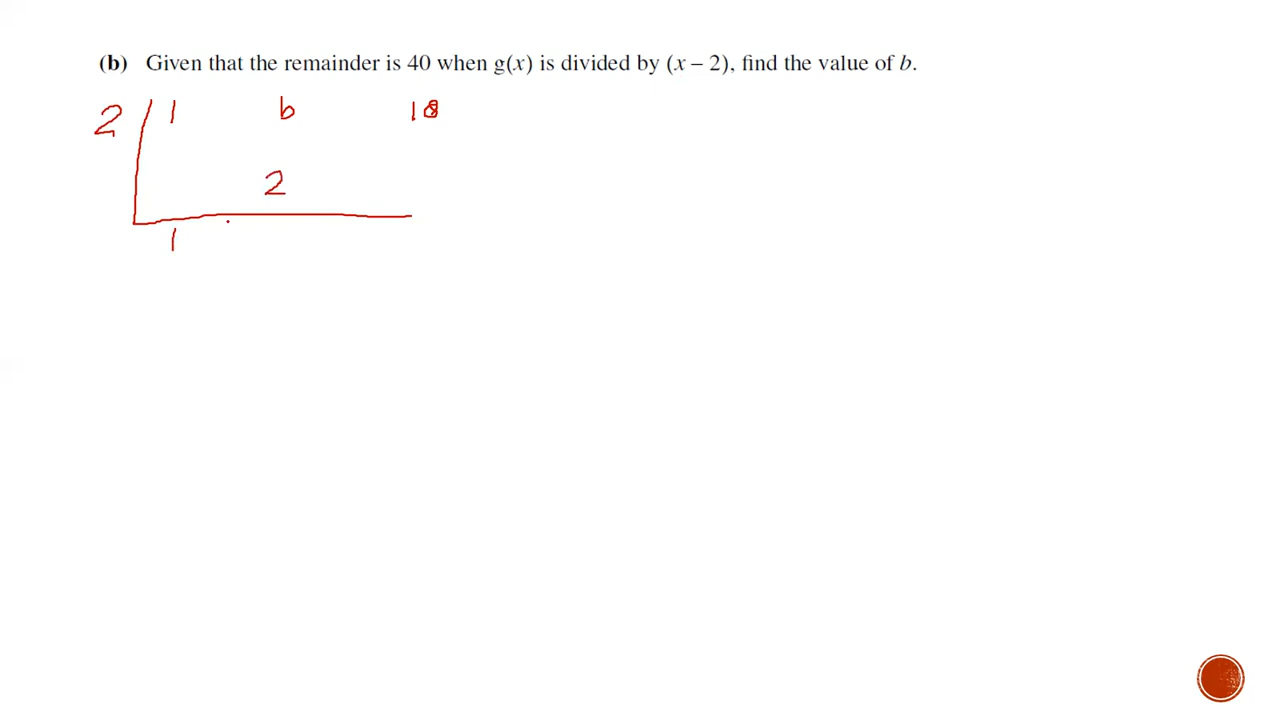 (b) Given that the remainder is 40 when g(x) is divided by (x – 2), find the value of b.
2 1 b 18
2
1